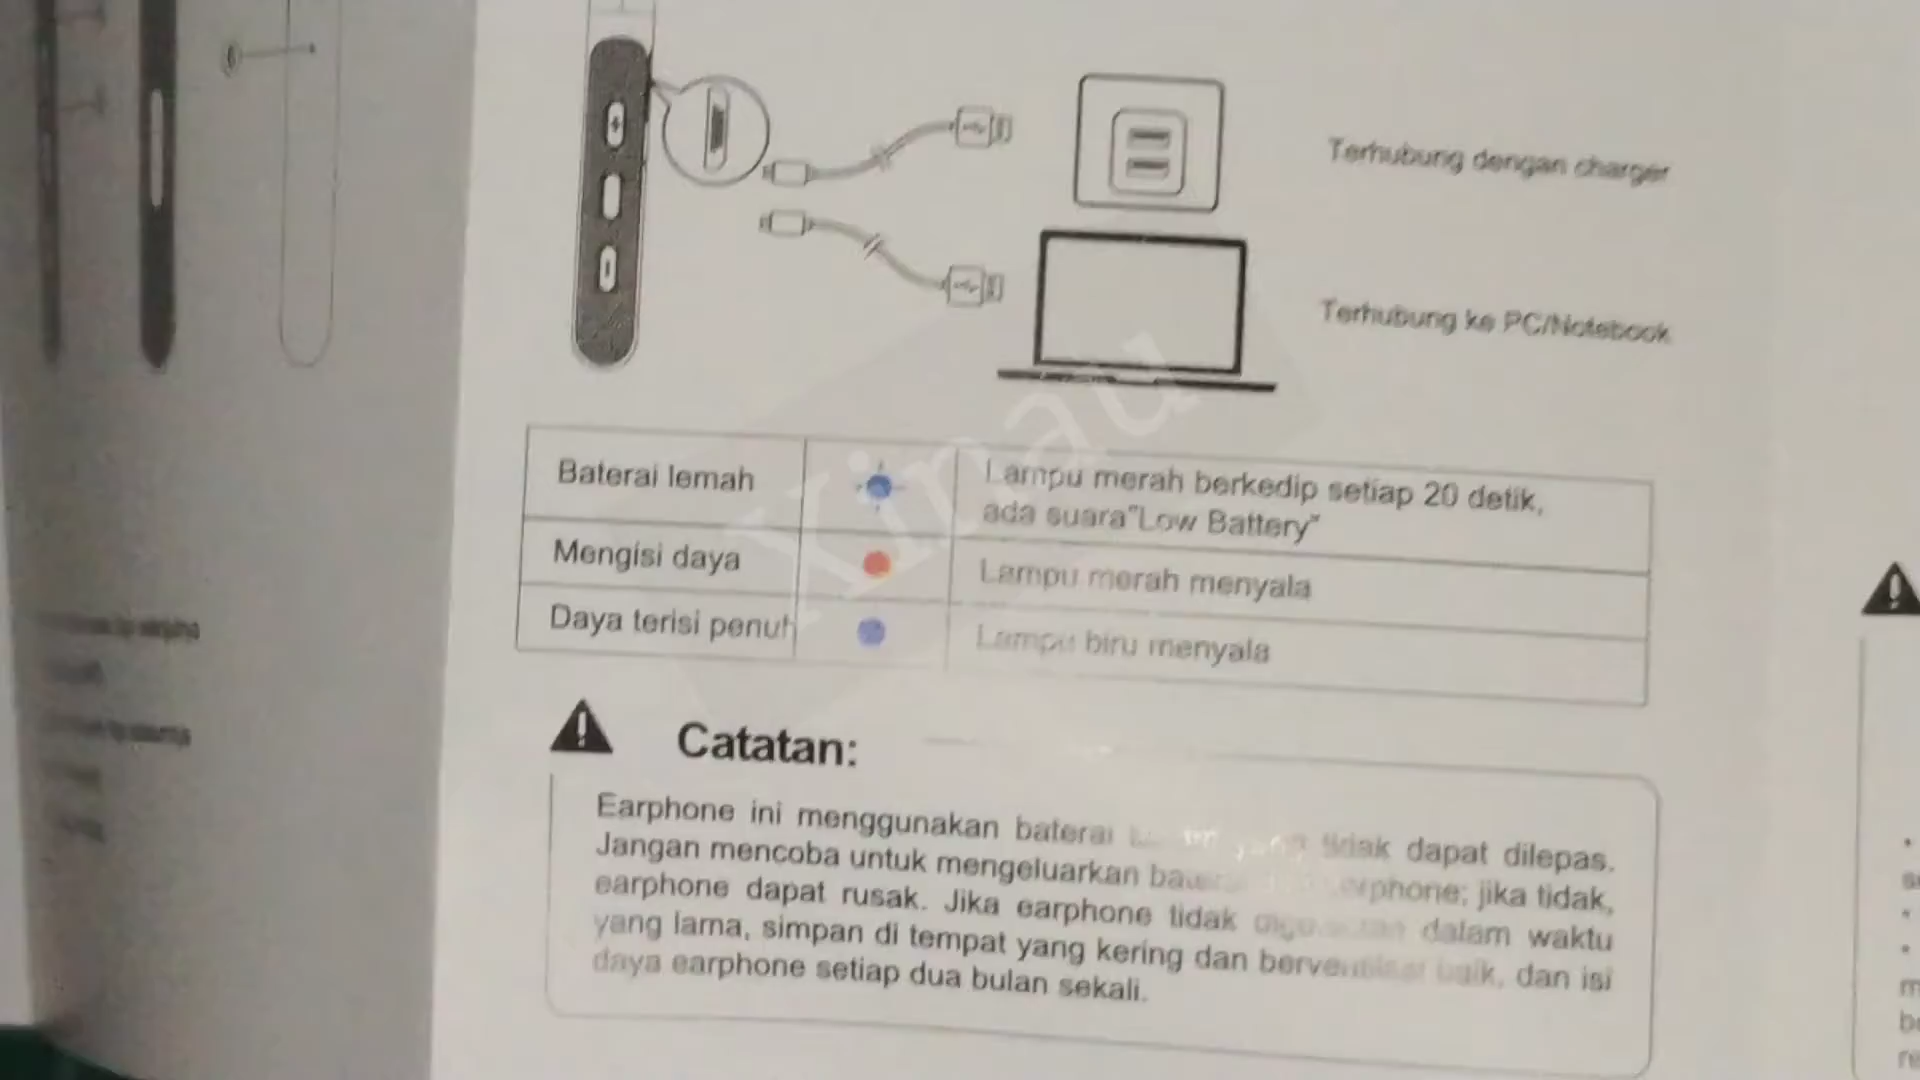 Terhubung dengan charger
Terhubung ke PC/Notebook
Baterai lemah
Lampu merah berkedip setiap 20 detik,
ada suara"Low Battery"
Mengisi daya
Lampu merah menyala
Daya terisi penuh
Lampu biru menyala
Catatan:
Earphone ini menggunakan baterai yang tidak dapat dilepas.
Jangan mencoba untuk mengeluarkan earphone; jika tidak,
earphone dapat rusak. Jika earphone tidak dalam waktu
yang lama, simpan di tempat yang kering dan berventilasi baik, dan isi
daya earphone setiap dua bulan sekali.
Kinau